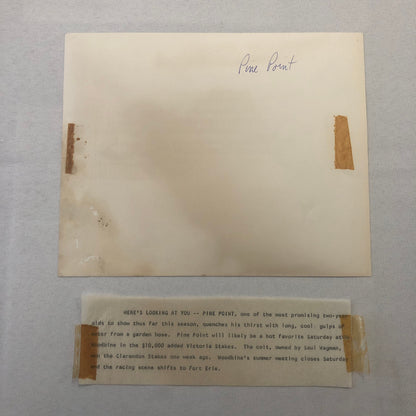 Pine Point
HERE'S LOOKING AT YOU -- PINE POINT, one of the most promising two-year
olds to show thus far this season, quenches his thirst with long, cool gulps of
water from a garden hose. Pine Point will likely be a hot favorite Saturday at
Woodbine in the $10,000 added Victoria Stakes. The colt, owned by Saul Wagman,
won the Clarendon Stakes one week ago. Woodbine's summer meeting closes Saturday
and the racing scene shifts to Fort Erie.